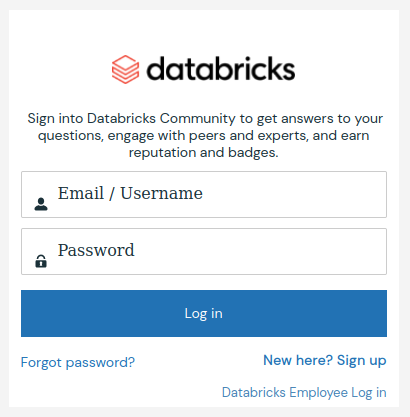 databricks
Sign into Databricks Community to get answers to your
questions, engage with peers and experts, and earn
reputation and badges.
Email / Username
Password
Log in
Forgot password?
New here? Sign up
Databricks Employee Log in